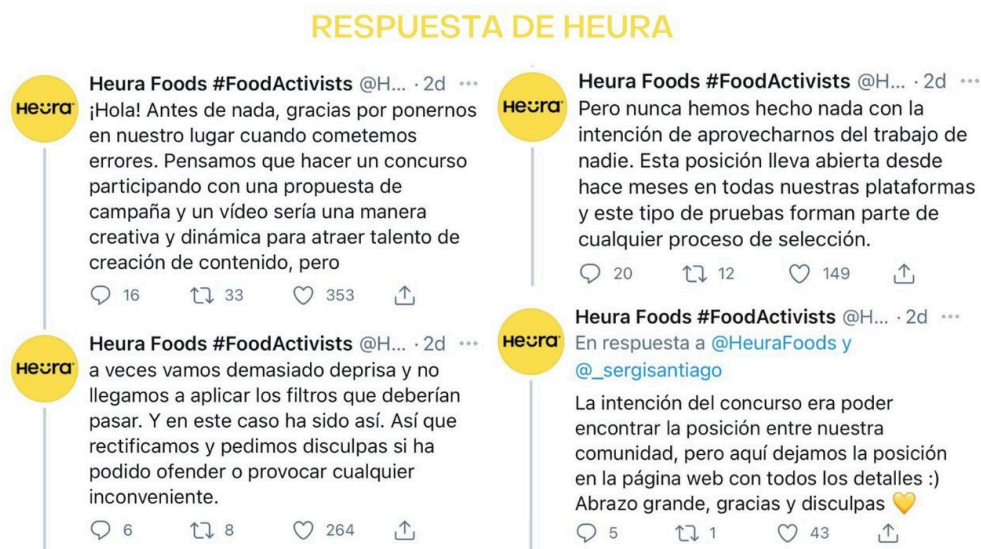 RESPUESTA DE HEURA
Heura
Heura Foods #FoodActivists @H... · 2d ···
¡Hola! Antes de nada, gracias por ponernos
en nuestro lugar cuando cometemos
errores. Pensamos que hacer un concurso
participando con una propuesta de
campaña y un vídeo sería una manera
creativa y dinámica para atraer talento de
creación de contenido, pero
16 33 353
Heura
Heura Foods #FoodActivists @H... · 2d ···
a veces vamos demasiado deprisa y no
llegamos a aplicar los filtros que deberían
pasar. Y en este caso ha sido así. Así que
rectificamos y pedimos disculpas si ha
podido ofender o provocar cualquier
inconveniente.
6 8 264
Heura
Heura Foods #FoodActivists @H... · 2d ···
Pero nunca hemos hecho nada con la
intención de aprovecharnos del trabajo de
nadie. Esta posición lleva abierta desde
hace meses en todas nuestras plataformas
y este tipo de pruebas forman parte de
cualquier proceso de selección.
20 12 149
Heura
Heura Foods #FoodActivists @H... · 2d ···
En respuesta a @HeuraFoods y
@_sergisantiago
La intención del concurso era poder
encontrar la posición entre nuestra
comunidad, pero aquí dejamos la posición
en la página web con todos los detalles :)
Abrazo grande, gracias y disculpas 💛
5 1 43